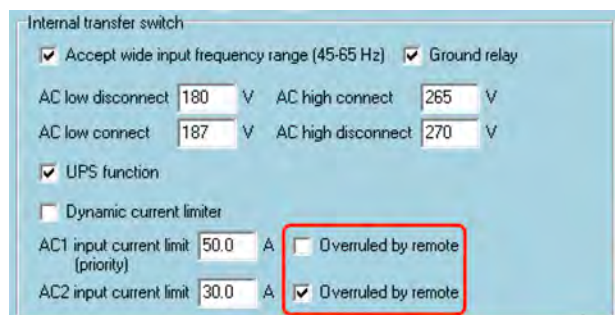 Internal transfer switch
Accept wide input frequency range (45-65 Hz) Ground relay
AC low disconnect 180 V AC high connect 265 V
AC low connect 187 V AC high disconnect 270 V
UPS function
Dynamic current limiter
AC1 input current limit 50.0 A Overruled by remote
(priority)
AC2 input current limit 30.0 A Overruled by remote